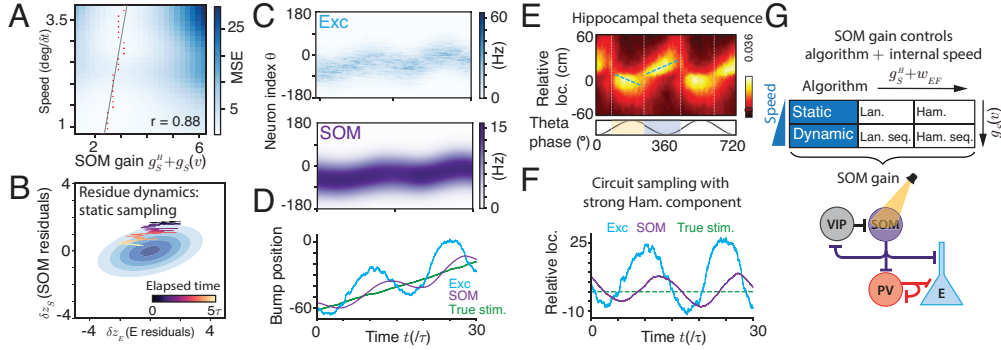 A
3.5
1
Speed (deg/δt)
2
6
SOM gain g_S^H+g_S(v)
r = 0.88
25
15
5
MSE
B
4
0
-4
δz_S(SOM residuals)
Residue dynamics:
static sampling
Elapsed time
5τ
-4
4
δz_E(E residuals)
C
Exc
180
0
-180
60
40
20
0
(Hz)
Neuron index θ
SOM
180
0
-180
15
10
5
0
(Hz)
D
0
-60
Bump position
Exc
SOM
True stim.
0
30
Time t(/τ)
E
Hippocampal theta sequence
60
0
-60
Relative
loc. (cm)
0.036
Theta
phase (º)
0
360
720
F
Circuit sampling with
strong Ham. component
Exc
SOM
True stim.
25
-10
Relative loc.
0
30
Time t(/τ)
G
SOM gain controls
algorithm + internal speed
Algorithm
g_S^H+w_EF
Speed
Static
Lan.
Ham.
Dynamic
Lan. seq.
Ham. seq.
g_S(v)
SOM gain
VIP
SOM
PV
E